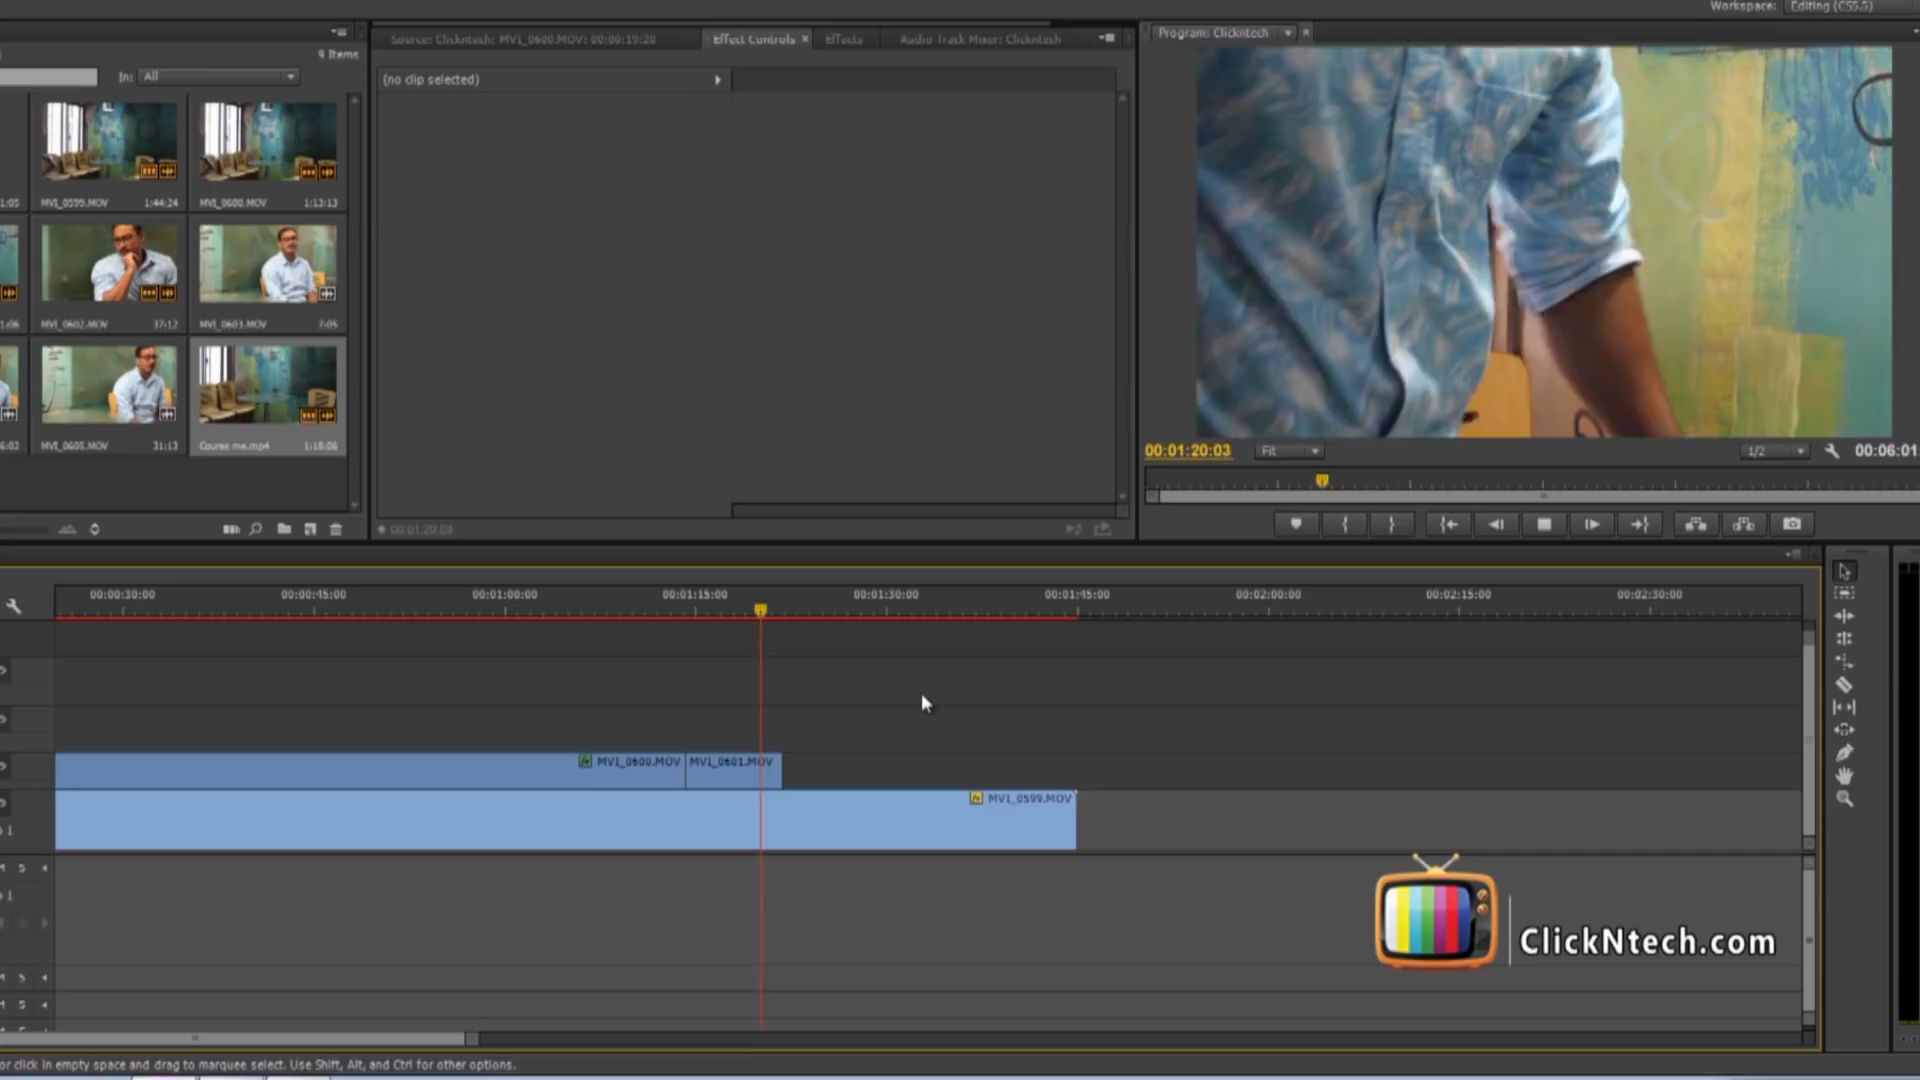 Workspace: Editing (CS5.5)
Source: Clickntech: MVI_0600.MOV: 00:00:19:20
Effect Controls
Effects
Audio Track Mixer: Clickntech
Program: Clickntech
9 Items
In: All
(no clip selected)
MVI_0599.MOV 1:44:24
MVI_0600.MOV 1:13:13
MVI_0602.MOV 37:12
MVI_0603.MOV 7:05
MVI_0605.MOV 31:13
Course me.mp4 1:18:06
00:01:20:03 Fit 1/2 00:06:01
00:01:20:03
00:00:30:00 00:00:45:00 00:01:00:00 00:01:15:00 00:01:30:00 00:01:45:00 00:02:00:00 00:02:15:00 00:02:30:00
MVI_0600.MOV MVI_0601.MOV
MVI_0599.MOV
ClickNtech.com
or click in empty space and drag to marquee select. Use Shift, Alt, and Ctrl for other options.